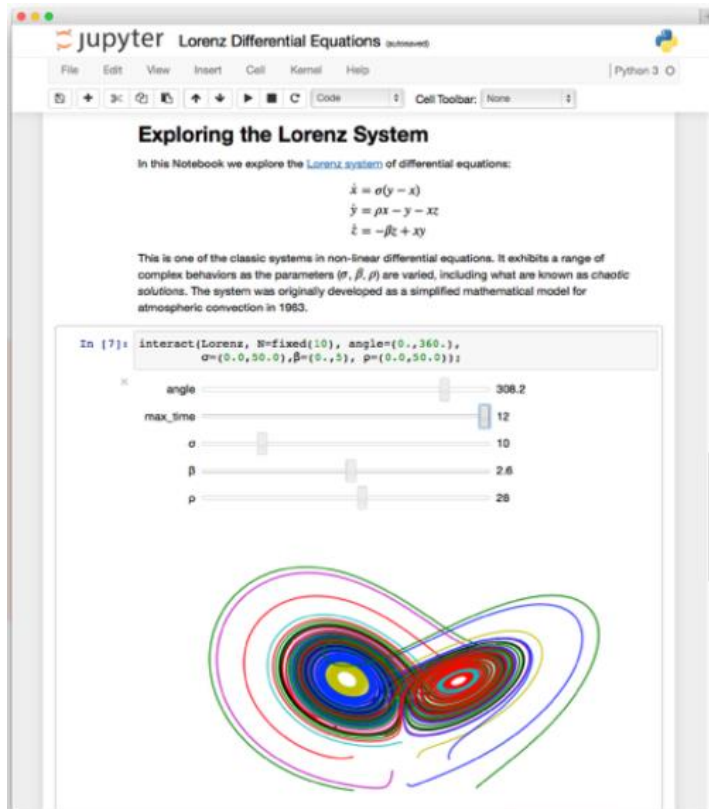 jupyter Lorenz Differential Equations (autosaved)
File Edit View Insert Cell Kernel Help Python 3 O
Code Cell Toolbar: None
Exploring the Lorenz System
In this Notebook we explore the Lorenz system of differential equations:
ẋ = σ(y − x)
ẏ = ρx − y − xz
ż = −βz + xy
This is one of the classic systems in non-linear differential equations. It exhibits a range of
complex behaviors as the parameters (σ, β, ρ) are varied, including what are known as chaotic
solutions. The system was originally developed as a simplified mathematical model for
atmospheric convection in 1963.
In [7]: interact(Lorenz, N=fixed(10), angle=(0.,360.),
σ=(0.0,50.0),β=(0.,5), ρ=(0.0,50.0));
angle 308.2
max_time 12
σ 10
β 2.6
ρ 28